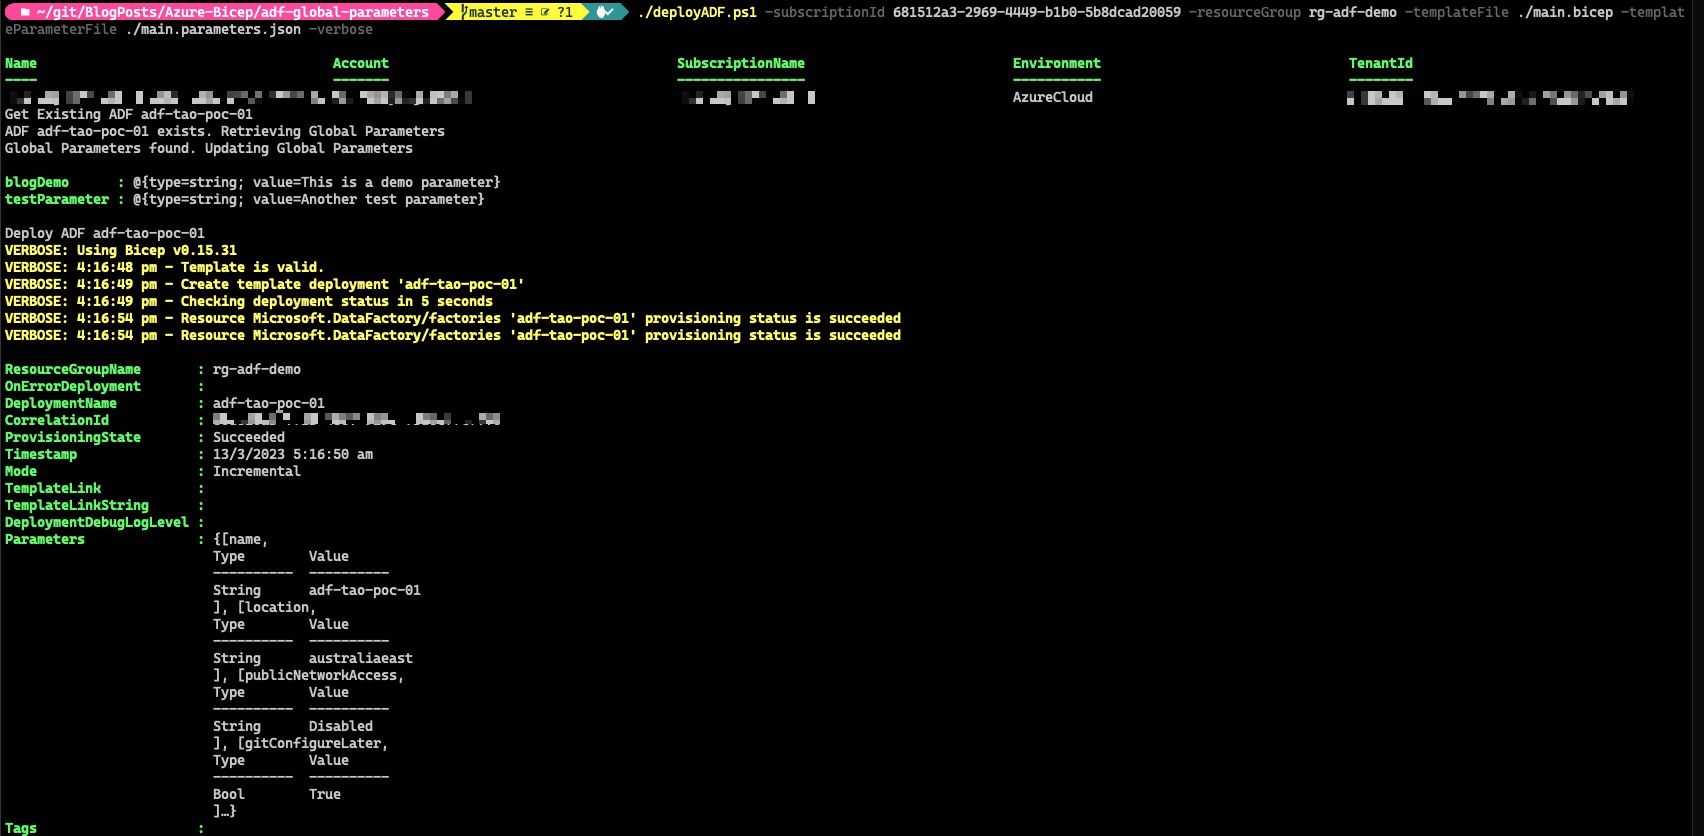 ~/git/BlogPosts/Azure-Bicep/adf-global-parameters master ≡ ?1 ./deployADF.ps1 -subscriptionId 681512a3-2969-4449-b1b0-5b8dcad20059 -resourceGroup rg-adf-demo -templateFile ./main.bicep -templat
eParameterFile ./main.parameters.json -verbose
Name Account SubscriptionName Environment TenantId
---- ------- ---------------- ----------- --------
AzureCloud
Get Existing ADF adf-tao-poc-01
ADF adf-tao-poc-01 exists. Retrieving Global Parameters
Global Parameters found. Updating Global Parameters
blogDemo : @{type=string; value=This is a demo parameter}
testParameter : @{type=string; value=Another test parameter}
Deploy ADF adf-tao-poc-01
VERBOSE: Using Bicep v0.15.31
VERBOSE: 4:16:48 pm - Template is valid.
VERBOSE: 4:16:49 pm - Create template deployment 'adf-tao-poc-01'
VERBOSE: 4:16:49 pm - Checking deployment status in 5 seconds
VERBOSE: 4:16:54 pm - Resource Microsoft.DataFactory/factories 'adf-tao-poc-01' provisioning status is succeeded
VERBOSE: 4:16:54 pm - Resource Microsoft.DataFactory/factories 'adf-tao-poc-01' provisioning status is succeeded
ResourceGroupName : rg-adf-demo
OnErrorDeployment :
DeploymentName : adf-tao-poc-01
CorrelationId :
ProvisioningState : Succeeded
Timestamp : 13/3/2023 5:16:50 am
Mode : Incremental
TemplateLink :
TemplateLinkString :
DeploymentDebugLogLevel :
Parameters : {[name,
Type Value
---------- ----------
String adf-tao-poc-01
], [location,
Type Value
---------- ----------
String australiaeast
], [publicNetworkAccess,
Type Value
---------- ----------
String Disabled
], [gitConfigureLater,
Type Value
---------- ----------
Bool True
]…}
Tags :